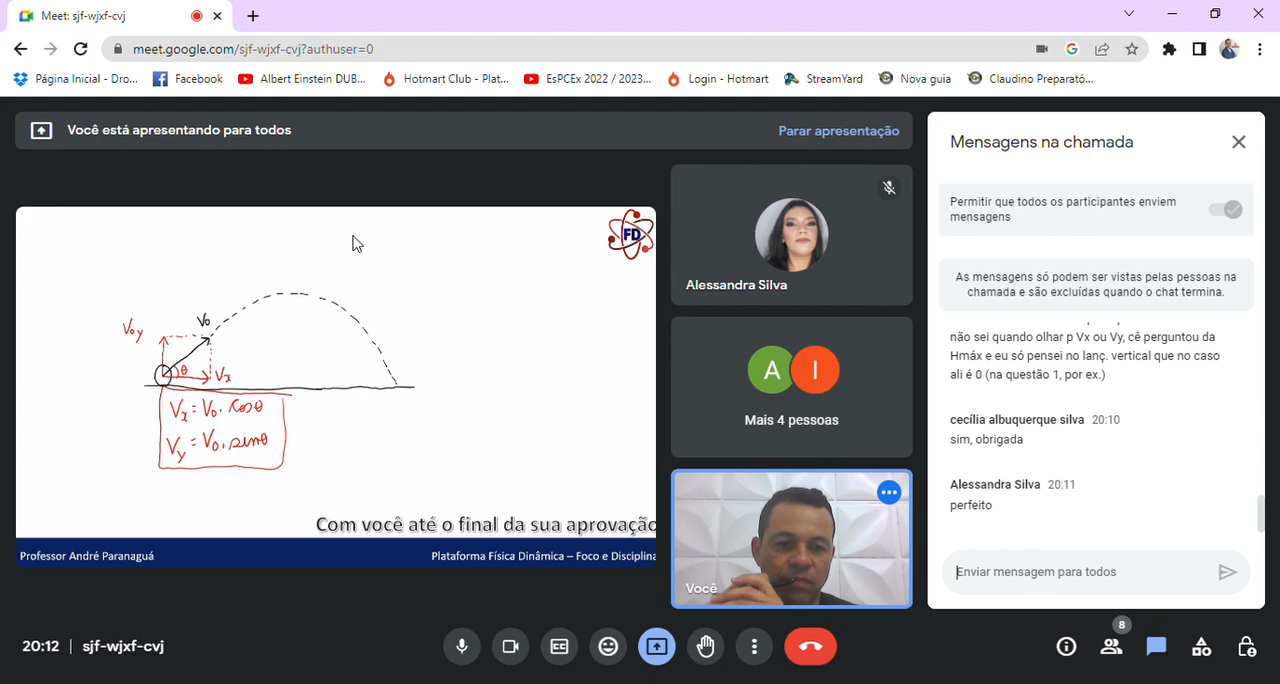 Meet: sjf-wjxf-cvj
meet.google.com/sjf-wjxf-cvj?authuser=0
Página Inicial - Dro...
Facebook
Albert Einstein DUB...
Hotmart Club - Plat...
EsPCEx 2022 / 2023...
Login - Hotmart
StreamYard
Nova guia
Claudino Preparató...
Você está apresentando para todos
Parar apresentação
FD
V0y
V0
θ
Vx
Vx = V0 . cosθ
Vy = V0 . senθ
Com você até o final da sua aprovação
Professor André Paranaguá
Plataforma Física Dinâmica – Foco e Disciplina
Alessandra Silva
A
I
Mais 4 pessoas
Você
Mensagens na chamada
Permitir que todos os participantes enviem
mensagens
As mensagens só podem ser vistas pelas pessoas na
chamada e são excluídas quando o chat termina.
não sei quando olhar p Vx ou Vy, cê perguntou da
Hmáx e eu só pensei no lanç. vertical que no caso
ali é 0 (na questão 1, por ex.)
cecília albuquerque silva 20:10
sim, obrigada
Alessandra Silva 20:11
perfeito
Enviar mensagem para todos
20:12 | sjf-wjxf-cvj
8